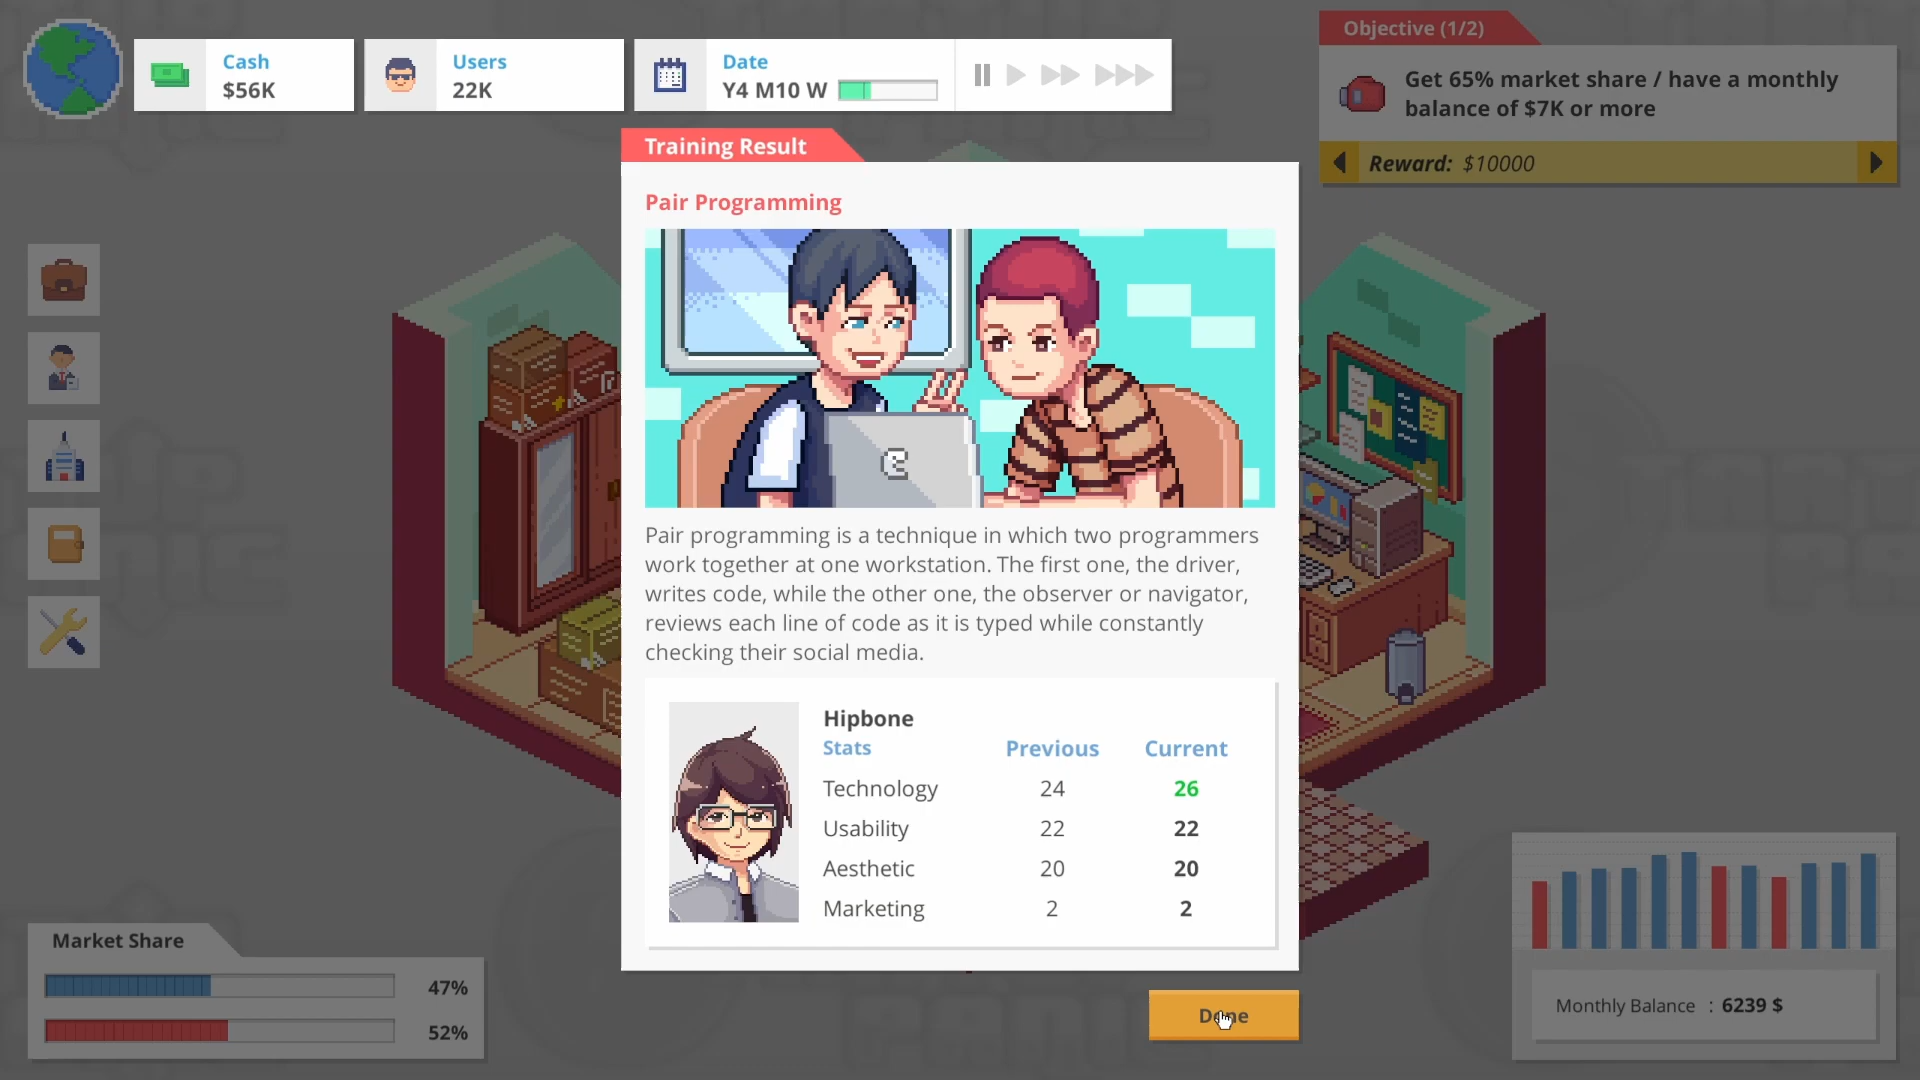 Cash
$56K
Users
22K
Date
Y4 M10 W
Objective (1/2)
Get 65% market share / have a monthly
balance of $7K or more
Reward: $10000
Training Result
Pair Programming
Pair programming is a technique in which two programmers
work together at one workstation. The first one, the driver,
writes code, while the other one, the observer or navigator,
reviews each line of code as it is typed while constantly
checking their social media.
Hipbone
Stats Previous Current
Technology 24 26
Usability 22 22
Aesthetic 20 20
Marketing 2 2
Done
Market Share
47%
52%
Monthly Balance : 6239 $